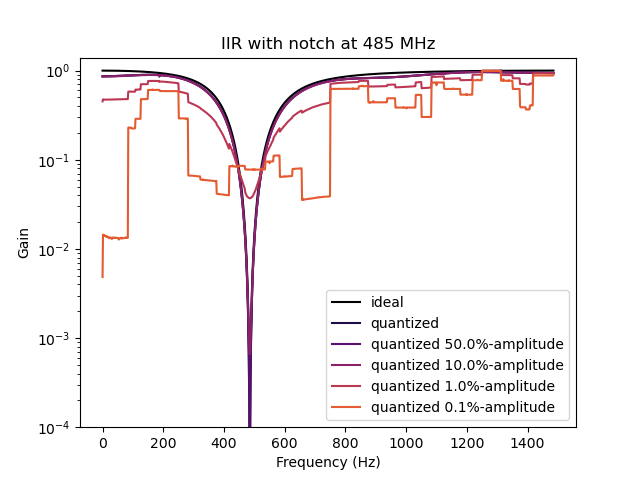 IIR with notch at 485 MHz
Gain
10⁰
10⁻¹
10⁻²
10⁻³
10⁻⁴
ideal
quantized
quantized 50.0%-amplitude
quantized 10.0%-amplitude
quantized 1.0%-amplitude
quantized 0.1%-amplitude
0 200 400 600 800 1000 1200 1400
Frequency (Hz)